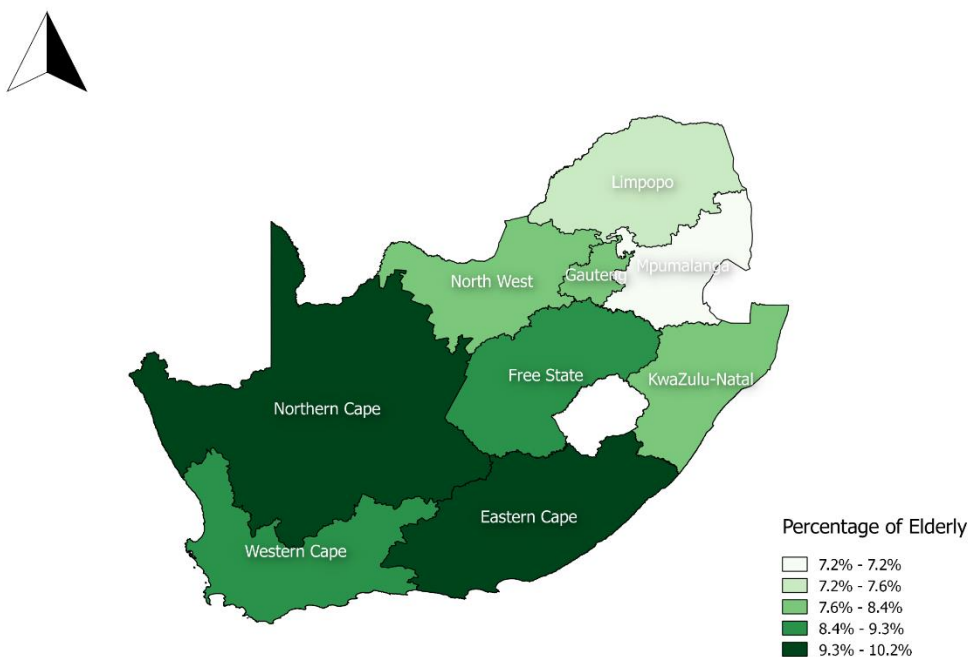 Limpopo
Mpumalanga
Gauteng
North West
Free State
KwaZulu-Natal
Northern Cape
Eastern Cape
Western Cape
Percentage of Elderly
7.2% - 7.2%
7.2% - 7.6%
7.6% - 8.4%
8.4% - 9.3%
9.3% - 10.2%